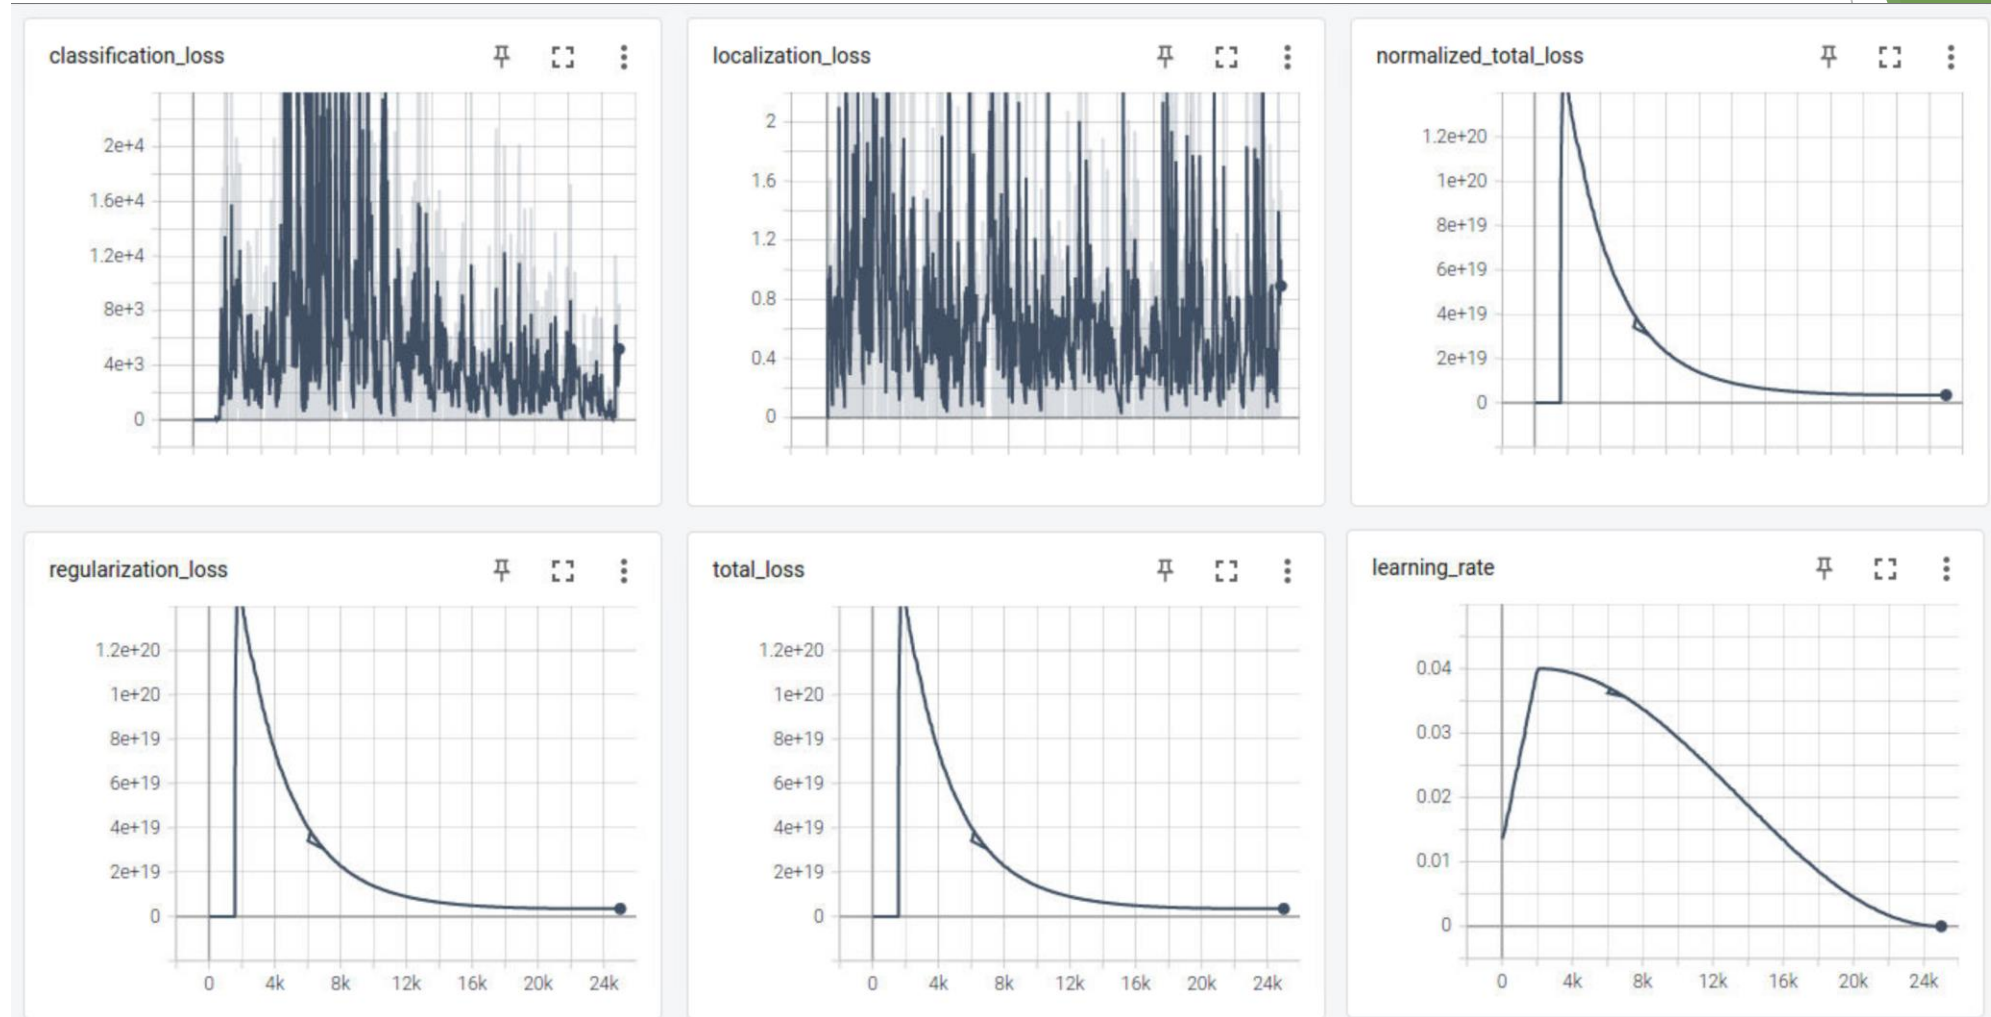 classification_loss
2e+4
1.6e+4
1.2e+4
8e+3
4e+3
0
localization_loss
2
1.6
1.2
0.8
0.4
0
normalized_total_loss
1.2e+20
1e+20
8e+19
6e+19
4e+19
2e+19
0
regularization_loss
1.2e+20
1e+20
8e+19
6e+19
4e+19
2e+19
0
0 4k 8k 12k 16k 20k 24k
total_loss
1.2e+20
1e+20
8e+19
6e+19
4e+19
2e+19
0
0 4k 8k 12k 16k 20k 24k
learning_rate
0.04
0.03
0.02
0.01
0
0 4k 8k 12k 16k 20k 24k